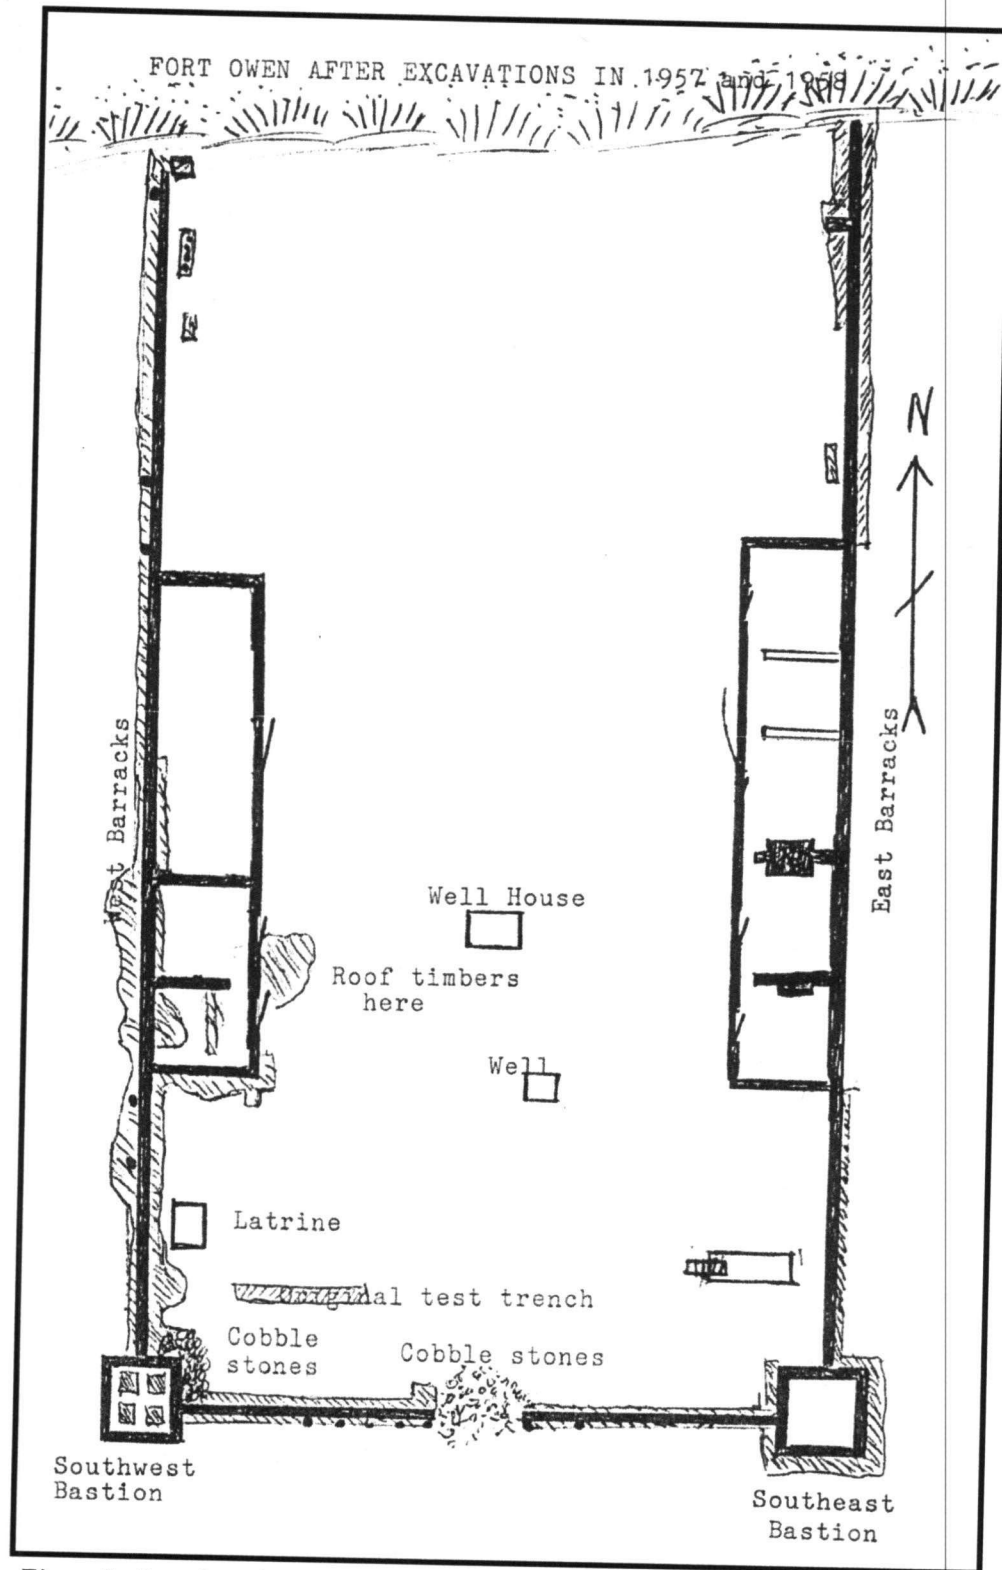 FORT OWEN AFTER EXCAVATIONS IN 1957 and 1958
N
West Barracks
East Barracks
Well House
Roof timbers
here
Well
Latrine
Original test trench
Cobble
stones
Cobble stones
Southwest
Bastion
Southeast
Bastion